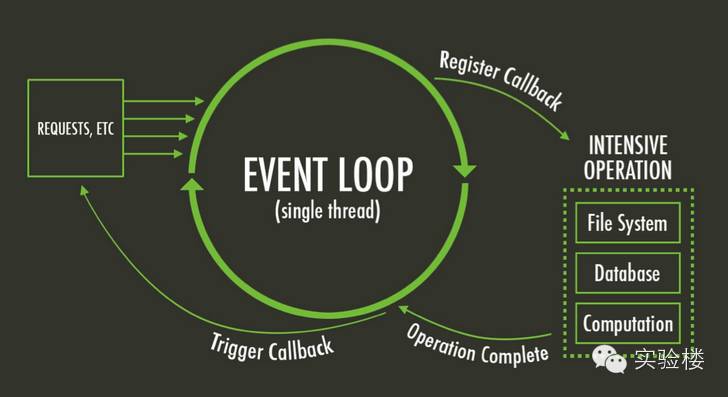 REQUESTS, ETC
EVENT LOOP
(single thread)
Register Callback
INTENSIVE
OPERATION
File System
Database
Computation
Operation Complete
Trigger Callback
实验楼